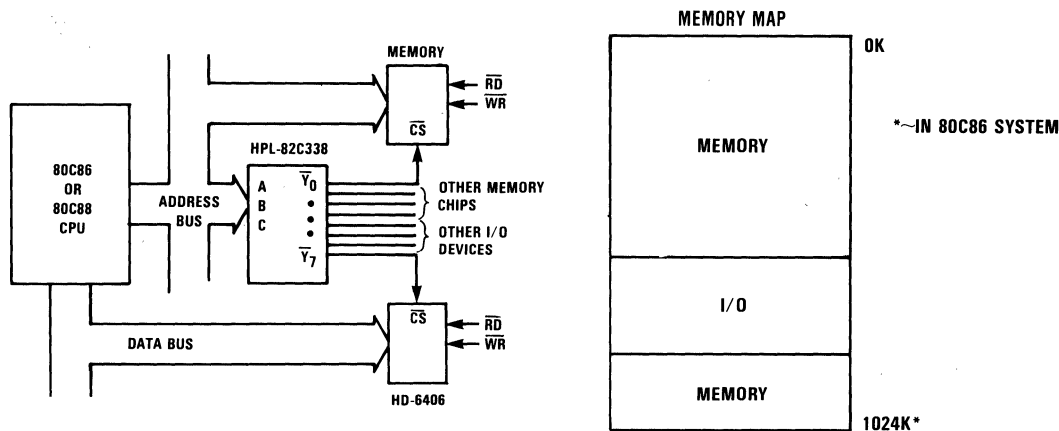 MEMORY
RD
WR
CS
HPL-82C338
80C86
OR
80C88
CPU
ADDRESS
BUS
A
B
C
Y0
Y7
OTHER MEMORY
CHIPS
OTHER I/O
DEVICES
CS
RD
WR
DATA BUS
HD-6406
MEMORY MAP
0K
MEMORY
*~IN 80C86 SYSTEM
I/O
MEMORY
1024K*